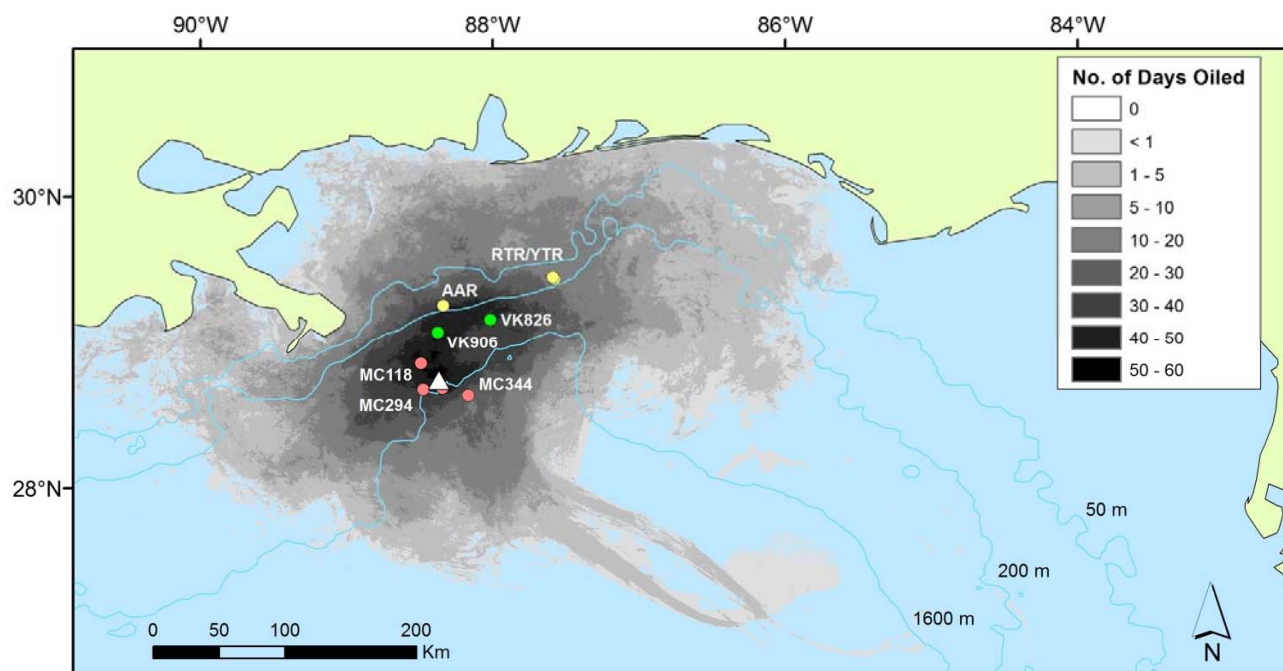 90°W 88°W 86°W 84°W
No. of Days Oiled
0
< 1
1 - 5
5 - 10
10 - 20
20 - 30
30 - 40
40 - 50
50 - 60
30°N
RTR/YTR
AAR
VK826
VK906
MC118
MC344
MC294
28°N
50 m
200 m
1600 m
0 50 100 200
Km
N